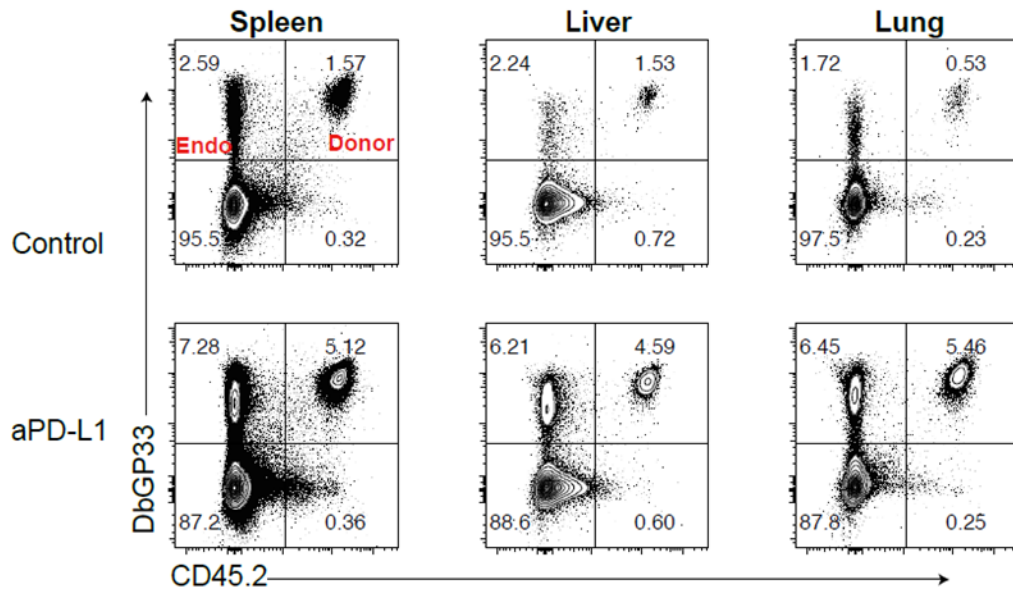 Spleen Liver Lung
2.59 1.57 2.24 1.53 1.72 0.53
Endo Donor
Control
95.5 0.32 95.5 0.72 97.5 0.23
7.28 5.12 6.21 4.59 6.45 5.46
aPD-L1
DbGP33
87.2 0.36 88.6 0.60 87.8 0.25
CD45.2